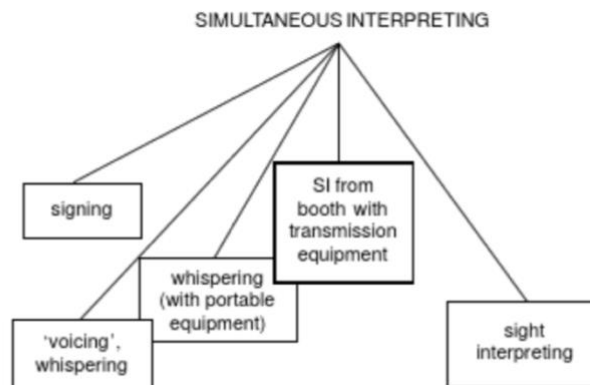 SIMULTANEOUS INTERPRETING
signing
SI from
booth with
transmission
equipment
whispering
(with portable
equipment)
'voicing',
whispering
sight
interpreting